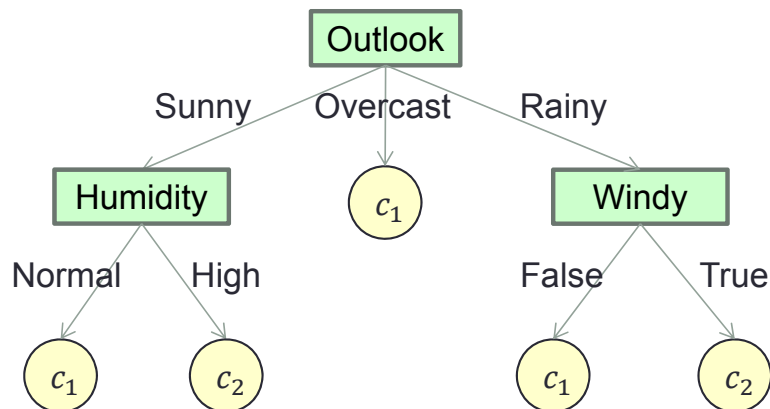 Outlook
Sunny Overcast Rainy
Humidity c₁ Windy
Normal High False True
c₁ c₂ c₁ c₂